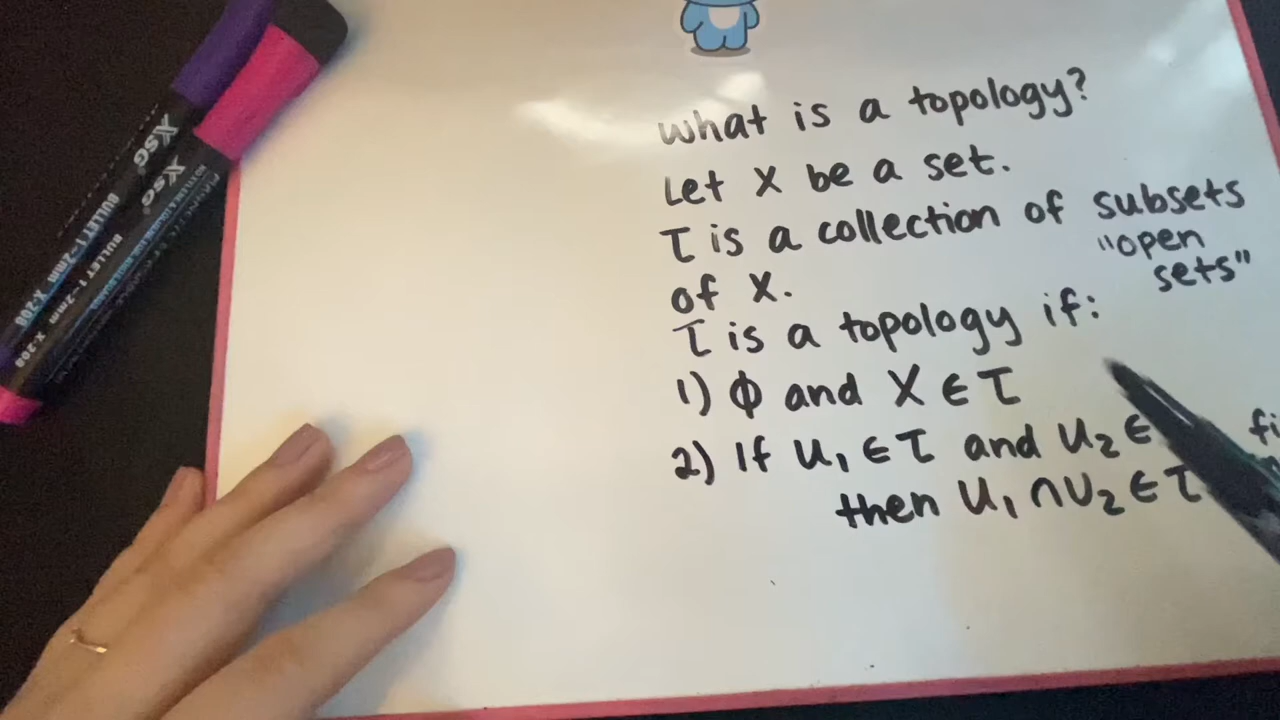 What is a topology?
Let X be a set.
τ is a collection of subsets
"open
sets"
of X.
τ is a topology if:
1) ϕ and X ∈ τ
2) If U₁ ∈ τ and U₂ ∈
then U₁ ∩ U₂ ∈ τ
XSG
XSG
BULLET 1-2mm X-208
BULLET 1-2mm X-208